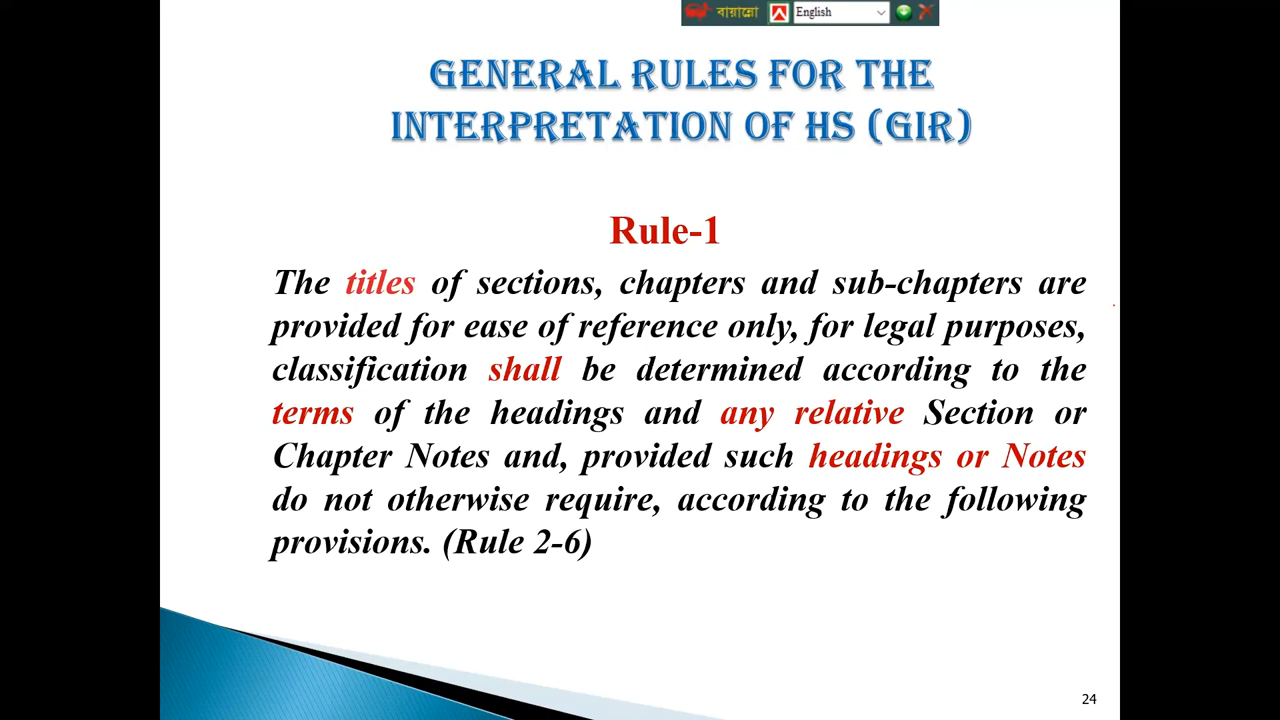 বায়ান্নো English
GENERAL RULES FOR THE
INTERPRETATION OF HS (GIR)
Rule-1
The titles of sections, chapters and sub-chapters are
provided for ease of reference only, for legal purposes,
classification shall be determined according to the
terms of the headings and any relative Section or
Chapter Notes and, provided such headings or Notes
do not otherwise require, according to the following
provisions. (Rule 2-6)
24